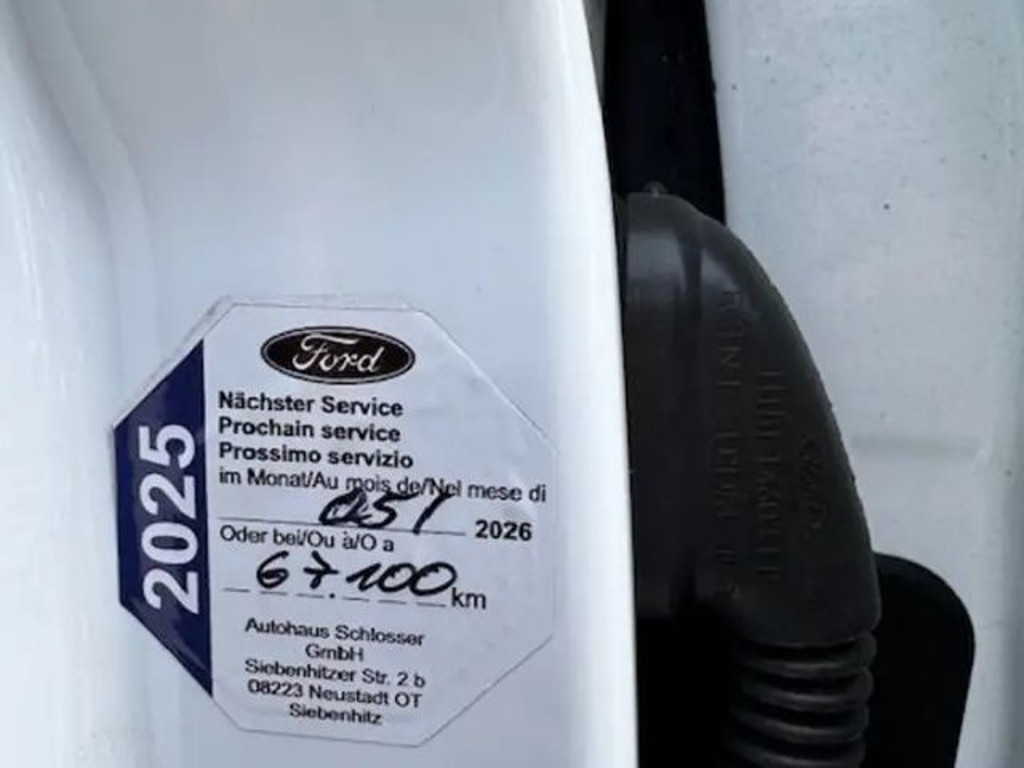 Ford
Nächster Service
Prochain service
Prossimo servizio
im Monat/Au mois de/Nel mese di
05/ 2026
Oder bei/Ou à/O a
67.100 km
Autohaus Schlosser
GmbH
Siebenhitzer Str. 2 b
08223 Neustadt OT
Siebenhitz
2025